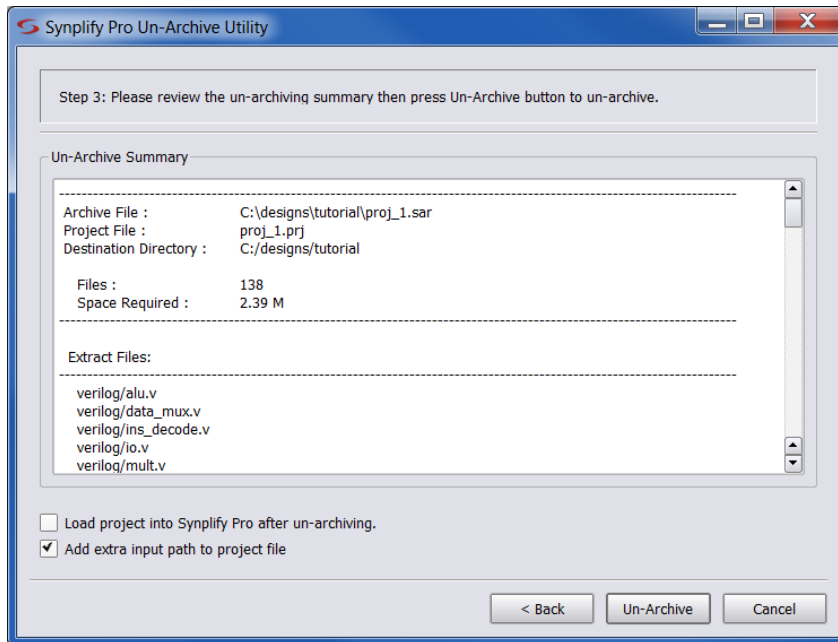 Synplify Pro Un-Archive Utility
Step 3: Please review the un-archiving summary then press Un-Archive button to un-archive.
Un-Archive Summary
Archive File : C:\designs\tutorial\proj_1.sar
Project File : proj_1.prj
Destination Directory : C:/designs/tutorial
Files : 138
Space Required : 2.39 M
Extract Files:
verilog/alu.v
verilog/data_mux.v
verilog/ins_decode.v
verilog/io.v
verilog/mult.v
Load project into Synplify Pro after un-archiving.
Add extra input path to project file
< Back Un-Archive Cancel